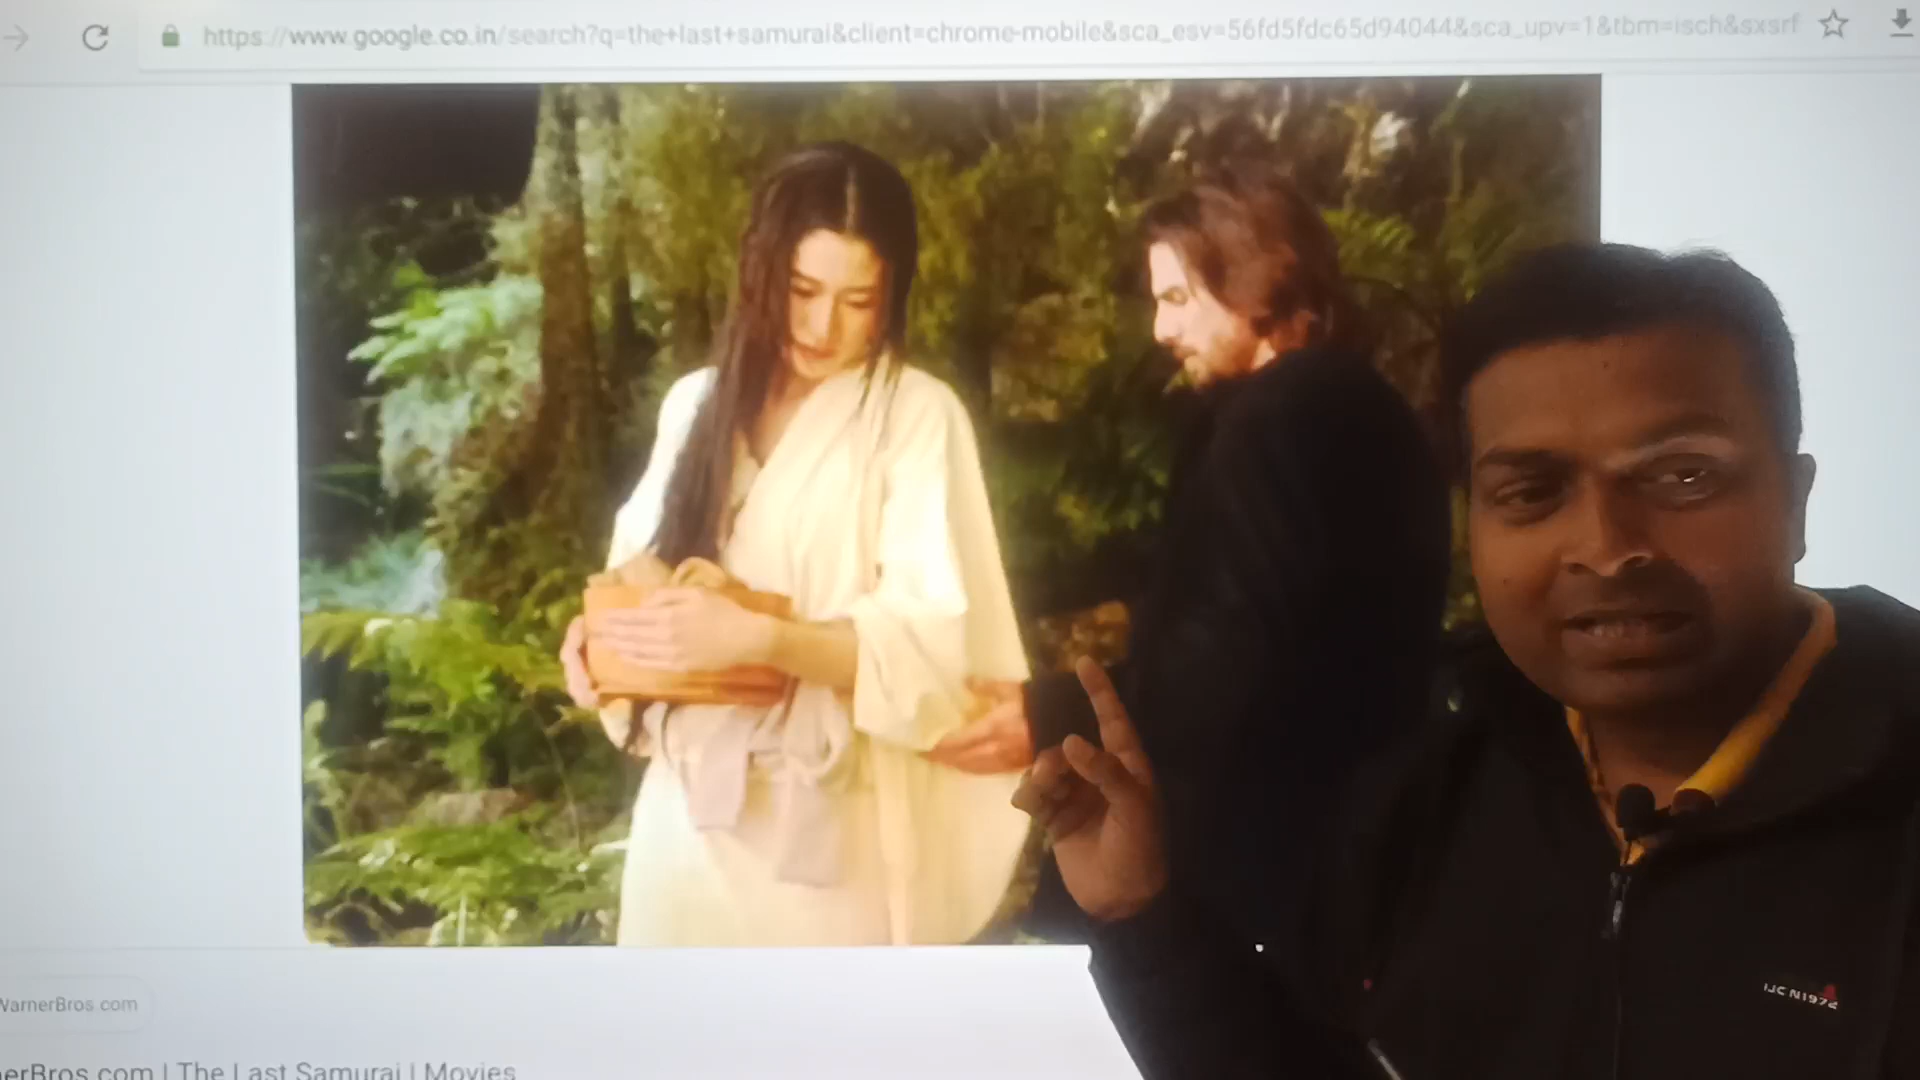 https://www.google.co.in/search?q=the+last+samurai&client=chrome-mobile&sca_esv=56fd5fdc65d94044&sca_upv=1&tbm=isch&sxsrf
WarnerBros.com
erBros.com | The Last Samurai | Movies